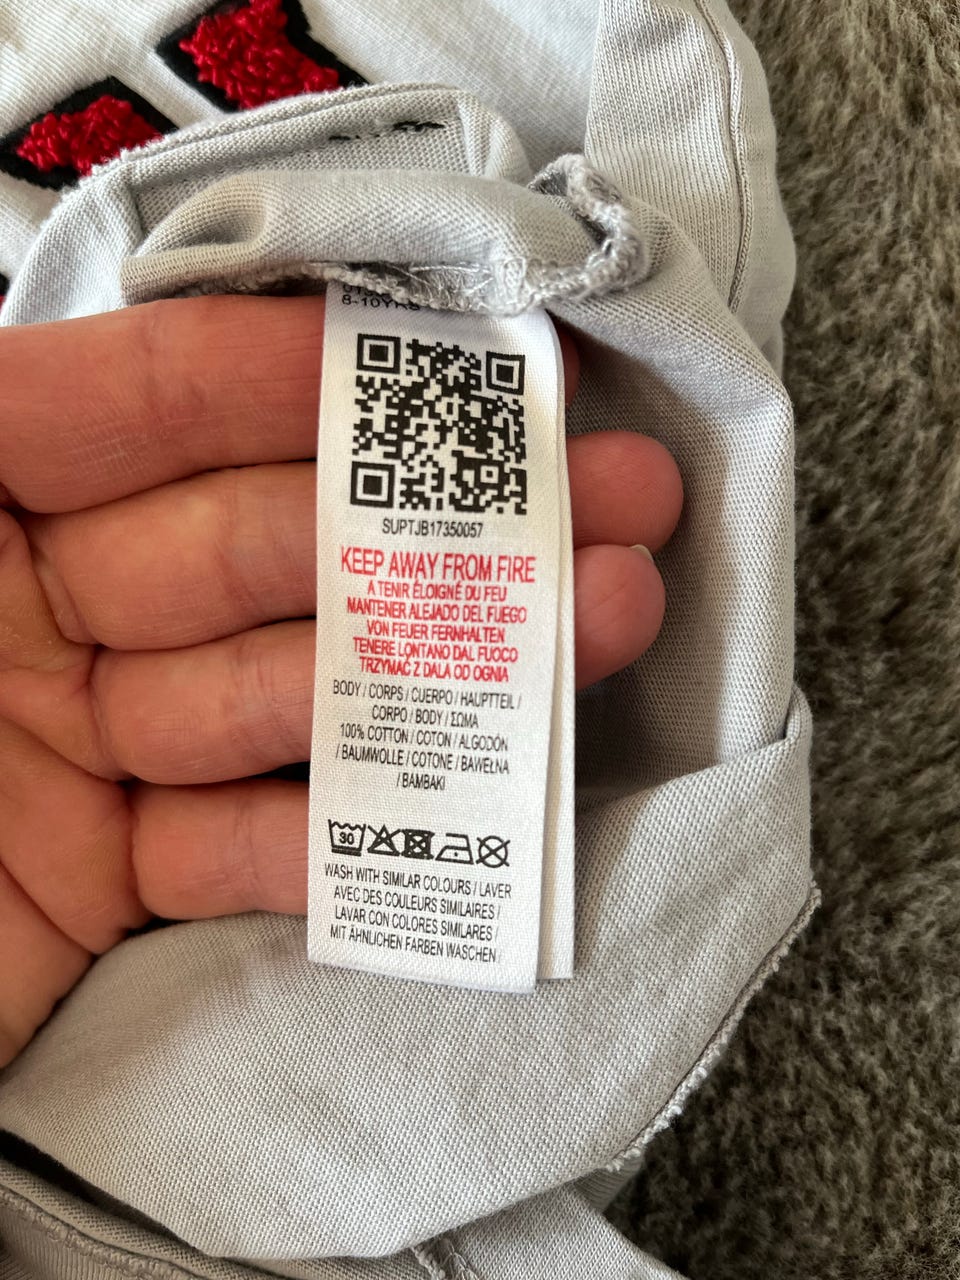 8-10YRS
SUPTJB17350057
KEEP AWAY FROM FIRE
A TENIR ÉLOIGNÉ DU FEU
MANTENER ALEJADO DEL FUEGO
VON FEUER FERNHALTEN
TENERE LONTANO DAL FUOCO
TRZYMAĆ Z DALA OD OGNIA
BODY / CORPS / CUERPO / HAUPTTEIL /
CORPO / BODY / ΣΩΜΑ
100% COTTON / COTON / ALGODÓN
/ BAUMWOLLE / COTONE / BAWEŁNA
/ BAMBAKI
30
WASH WITH SIMILAR COLOURS / LAVER
AVEC DES COULEURS SIMILAIRES /
LAVAR CON COLORES SIMILARES /
MIT ÄHNLICHEN FARBEN WASCHEN